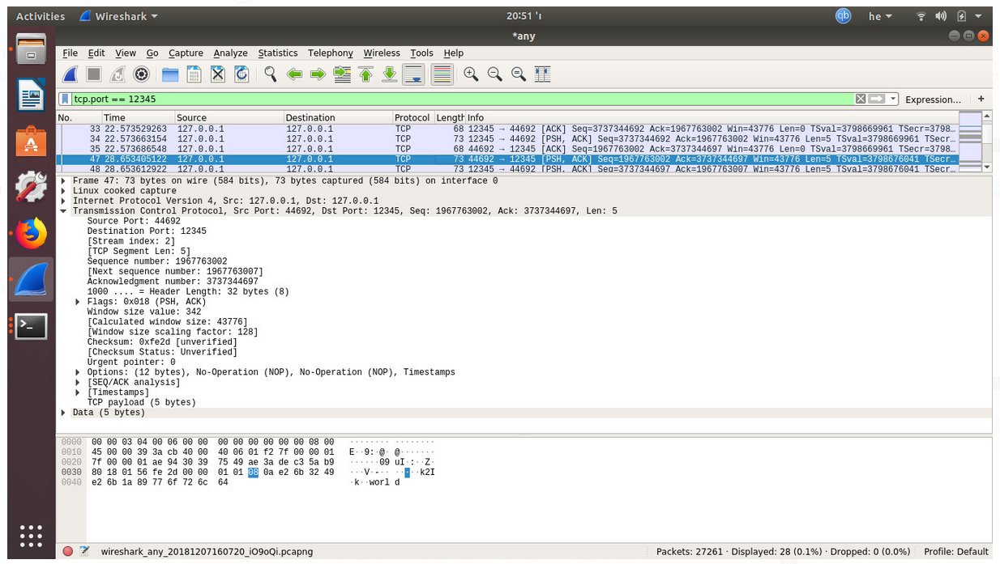 Activities Wireshark 20:51 'ו qb he
*any
File Edit View Go Capture Analyze Statistics Telephony Wireless Tools Help
tcp.port == 12345 Expression... +
No. Time Source Destination Protocol Length Info
33 22.573529263 127.0.0.1 127.0.0.1 TCP 68 12345 → 44692 [ACK] Seq=3737344692 Ack=1967763002 Win=43776 Len=0 TSval=3798669961 TSecr=3798…
34 22.573663154 127.0.0.1 127.0.0.1 TCP 73 12345 → 44692 [PSH, ACK] Seq=3737344692 Ack=1967763002 Win=43776 Len=5 TSval=3798669961 TSecr…
35 22.573686548 127.0.0.1 127.0.0.1 TCP 68 44692 → 12345 [ACK] Seq=1967763002 Ack=3737344697 Win=43776 Len=0 TSval=3798669961 TSecr=3798…
47 28.653405122 127.0.0.1 127.0.0.1 TCP 73 44692 → 12345 [PSH, ACK] Seq=1967763002 Ack=3737344697 Win=43776 Len=5 TSval=3798676041 TSecr…
48 28.653612922 127.0.0.1 127.0.0.1 TCP 73 12345 → 44692 [PSH, ACK] Seq=3737344697 Ack=1967763007 Win=43776 Len=5 TSval=3798676041 TSecr…
Frame 47: 73 bytes on wire (584 bits), 73 bytes captured (584 bits) on interface 0
Linux cooked capture
Internet Protocol Version 4, Src: 127.0.0.1, Dst: 127.0.0.1
Transmission Control Protocol, Src Port: 44692, Dst Port: 12345, Seq: 1967763002, Ack: 3737344697, Len: 5
Source Port: 44692
Destination Port: 12345
[Stream index: 2]
[TCP Segment Len: 5]
Sequence number: 1967763002
[Next sequence number: 1967763007]
Acknowledgment number: 3737344697
1000 .... = Header Length: 32 bytes (8)
Flags: 0x018 (PSH, ACK)
Window size value: 342
[Calculated window size: 43776]
[Window size scaling factor: 128]
Checksum: 0xfe2d [unverified]
[Checksum Status: Unverified]
Urgent pointer: 0
Options: (12 bytes), No-Operation (NOP), No-Operation (NOP), Timestamps
[SEQ/ACK analysis]
[Timestamps]
TCP payload (5 bytes)
Data (5 bytes)
0000 00 00 03 04 00 06 00 00 00 00 00 00 00 00 08 00 ········ ········
0010 45 00 00 39 3a cb 40 00 40 06 01 f2 7f 00 00 01 E··9:·@· @·······
0020 7f 00 00 01 ae 94 30 39 75 49 ae 3a de c3 5a b9 ······09 uI·:··Z·
0030 80 18 01 56 fe 2d 00 00 01 01 08 0a e2 6b 32 49 ···V·-·· ·····k2I
0040 e2 6b 1a 89 77 6f 72 6c 64 ·k··worl d
wireshark_any_20181207160720_iO9oQi.pcapng Packets: 27261 · Displayed: 28 (0.1%) · Dropped: 0 (0.0%) Profile: Default